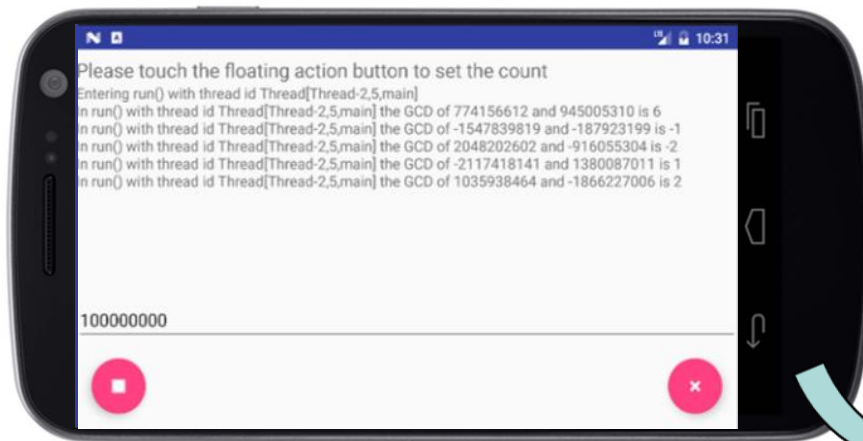 10:31
Please touch the floating action button to set the count
Entering run() with thread id Thread[Thread-2,5,main]
In run() with thread id Thread[Thread-2,5,main] the GCD of 774156612 and 945005310 is 6
In run() with thread id Thread[Thread-2,5,main] the GCD of -1547839819 and -187923199 is -1
In run() with thread id Thread[Thread-2,5,main] the GCD of 2048202602 and -916055304 is -2
In run() with thread id Thread[Thread-2,5,main] the GCD of -2117418141 and 1380087011 is 1
In run() with thread id Thread[Thread-2,5,main] the GCD of 1035938464 and -1866227006 is 2
100000000